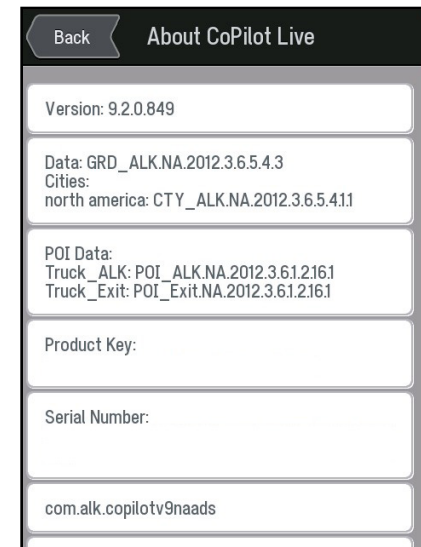 Back
About CoPilot Live
Version: 9.2.0.849
Data: GRD_ALK.NA.2012.3.6.5.4.3
Cities:
north america: CTY_ALK.NA.2012.3.6.5.4.1.1
POI Data:
Truck_ALK: POI_ALK.NA.2012.3.6.1.2.16.1
Truck_Exit: POI_Exit.NA.2012.3.6.1.2.16.1
Product Key:
Serial Number:
com.alk.copilotv9naads